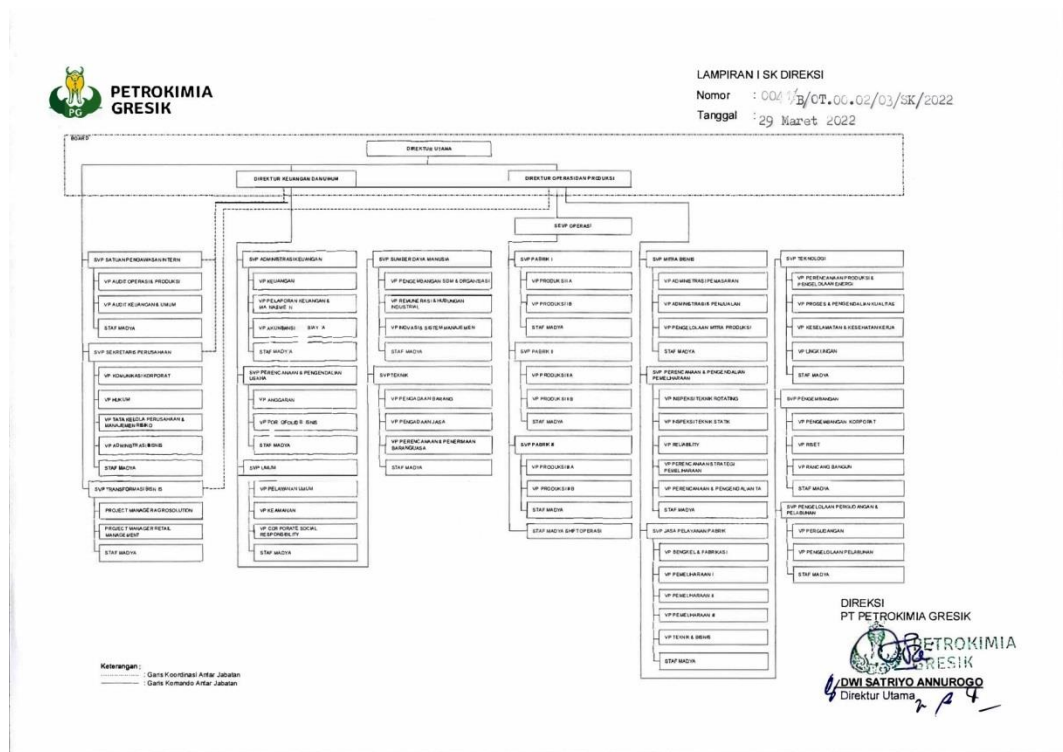 PETROKIMIA
GRESIK
PG
LAMPIRAN I SK DIREKSI
Nomor : B/OT.00.02/03/SK/2022
Tanggal : 29 Maret 2022
BOARD
DIREKTUR UTAMA
DIREKTUR KEUANGAN DAN UMUM
DIREKTUR OPERASI DAN PRODUKSI
SEVP OPERASI
SVP SATUAN PENGAWASAN INTERN
VP AUDIT OPERASI & PRODUKSI
VP AUDIT KEUANGAN & UMUM
STAF MADYA
SVP SEKRETARIS PERUSAHAAN
VP KOMUNIKASI KORPORAT
VP HUKUM
VP TATA KELOLA PERUSAHAAN &
MANAJEMEN RISIKO
VP ADMINISTRASI BISNIS
STAF MADYA
SVP TRANSFORMASI BISNIS
PROJECT MANAGER AGROSOLUTION
PROJECT MANAGER RETAIL
MANAGEMENT
STAF MADYA
SVP ADMINISTRASI KEUANGAN
VP KEUANGAN
VP PELAPORAN KEUANGAN &
VP AKUNTANSI
STAF MADYA
SVP PERENCANAAN & PENGENDALIAN
USAHA
VP ANGGARAN
STAF MADYA
SVP UMUM
VP PELAYANAN UMUM
VP KEAMANAN
VP CORPORATE SOCIAL
RESPONSIBILITY
STAF MADYA
SVP SUMBER DAYA MANUSIA
VP PENGEMBANGAN SDM & ORGANISASI
VP REMUNERASI & HUBUNGAN
INDUSTRIAL
VP INOVASI & SISTEM MANAJEMEN
STAF MADYA
SVP TEKNIK
VP PENGADAAN BARANG
VP PENGADAAN JASA
VP PERENCANAAN & PENERIMAAN
BARANG/JASA
STAF MADYA
SVP PABRIK I
VP PRODUKSI IA
VP PRODUKSI IB
STAF MADYA
SVP PABRIK II
VP PRODUKSI IIA
VP PRODUKSI IIB
STAF MADYA
SVP PABRIK III
VP PRODUKSI IIIA
VP PRODUKSI IIIB
STAF MADYA
STAF MADYA SHIFT OPERASI
SVP MITRA BISNIS
VP ADMINISTRASI PEMASARAN
VP ADMINISTRASI PENJUALAN
VP PENGELOLAAN MITRA PRODUKSI
STAF MADYA
SVP PERENCANAAN & PENGENDALIAN
PEMELIHARAAN
VP INSPEKSI TEKNIK ROTATING
VP INSPEKSI TEKNIK STATIK
VP RELIABILITY
VP PERENCANAAN STRATEGI
PEMELIHARAAN
VP PERENCANAAN & PENGENDALIAN TA
STAF MADYA
SVP JASA PELAYANAN PABRIK
VP BENGKEL & FABRIKASI
VP PEMELIHARAAN I
VP PEMELIHARAAN II
VP PEMELIHARAAN III
VP TEKNIK & BISNIS
STAF MADYA
SVP TEKNOLOGI
VP PERENCANAAN PRODUKSI &
PENGELOLAAN ENERGI
VP PROSES & PENGENDALIAN KUALITAS
VP KESELAMATAN & KESEHATAN KERJA
VP LINGKUNGAN
STAF MADYA
SVP PENGEMBANGAN
VP PENGEMBANGAN KORPORAT
VP RISET
VP RANCANG BANGUN
STAF MADYA
SVP PENGELOLAAN PERGUDANGAN &
PELABUHAN
VP PERGUDANGAN
VP PENGELOLAAN PELABUHAN
STAF MADYA
Keterangan :
: Garis Koordinasi Antar Jabatan
: Garis Komando Antar Jabatan
DIREKSI
PT PETROKIMIA GRESIK
PETROKIMIA
GRESIK
DWI SATRIYO ANNUROGO
Direktur Utama